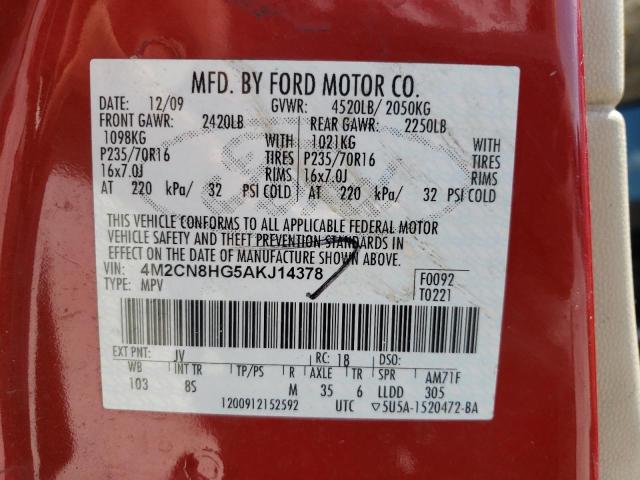 MFD. BY FORD MOTOR CO.
DATE: 12/09 GVWR: 4520LB/ 2050KG
FRONT GAWR: 2420LB REAR GAWR: 2250LB
1098KG WITH 1021KG WITH
P235/70R16 TIRES P235/70R16 TIRES
16x7.0J RIMS 16x7.0J RIMS
AT 220 kPa/ 32 PSI COLD AT 220 kPa/ 32 PSI COLD
THIS VEHICLE CONFORMS TO ALL APPLICABLE FEDERAL MOTOR
VEHICLE SAFETY AND THEFT PREVENTION STANDARDS IN
EFFECT ON THE DATE OF MANUFACTURE SHOWN ABOVE.
VIN: 4M2CN8HG5AKJ14378 F0092
TYPE: MPV T0221
EXT PNT: JV RC: 18 DSO:
WB INT TR TP/PS R AXLE TR SPR AM71F
103 8S M 35 6 LLDD 305
1200912152592 UTC ▽5U5A-1520472-BA